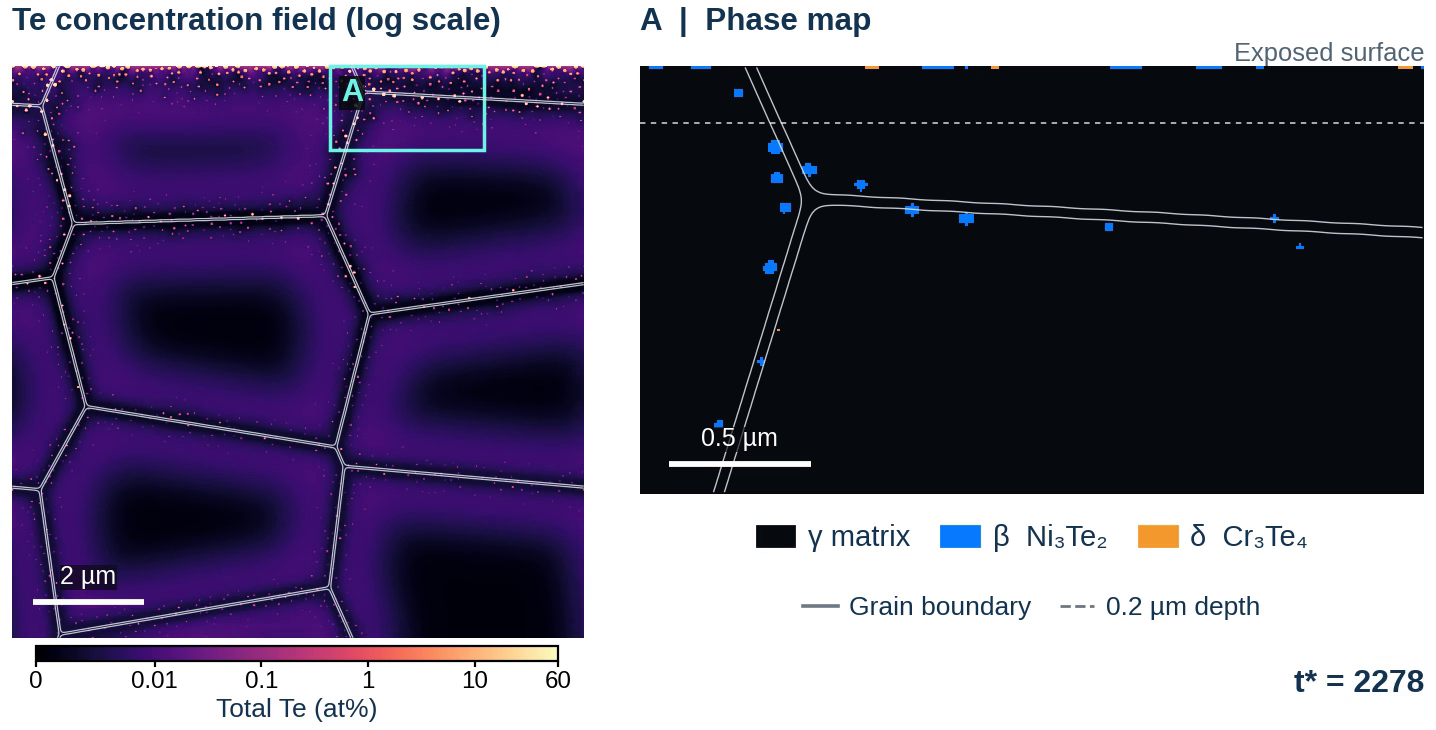 Te concentration field (log scale)
A | Phase map
Exposed surface
A
0.5 µm
2 µm
γ matrix
β Ni₃Te₂
δ Cr₃Te₄
Grain boundary
0.2 µm depth
0 0.01 0.1 1 10 60
Total Te (at%)
t* = 2278